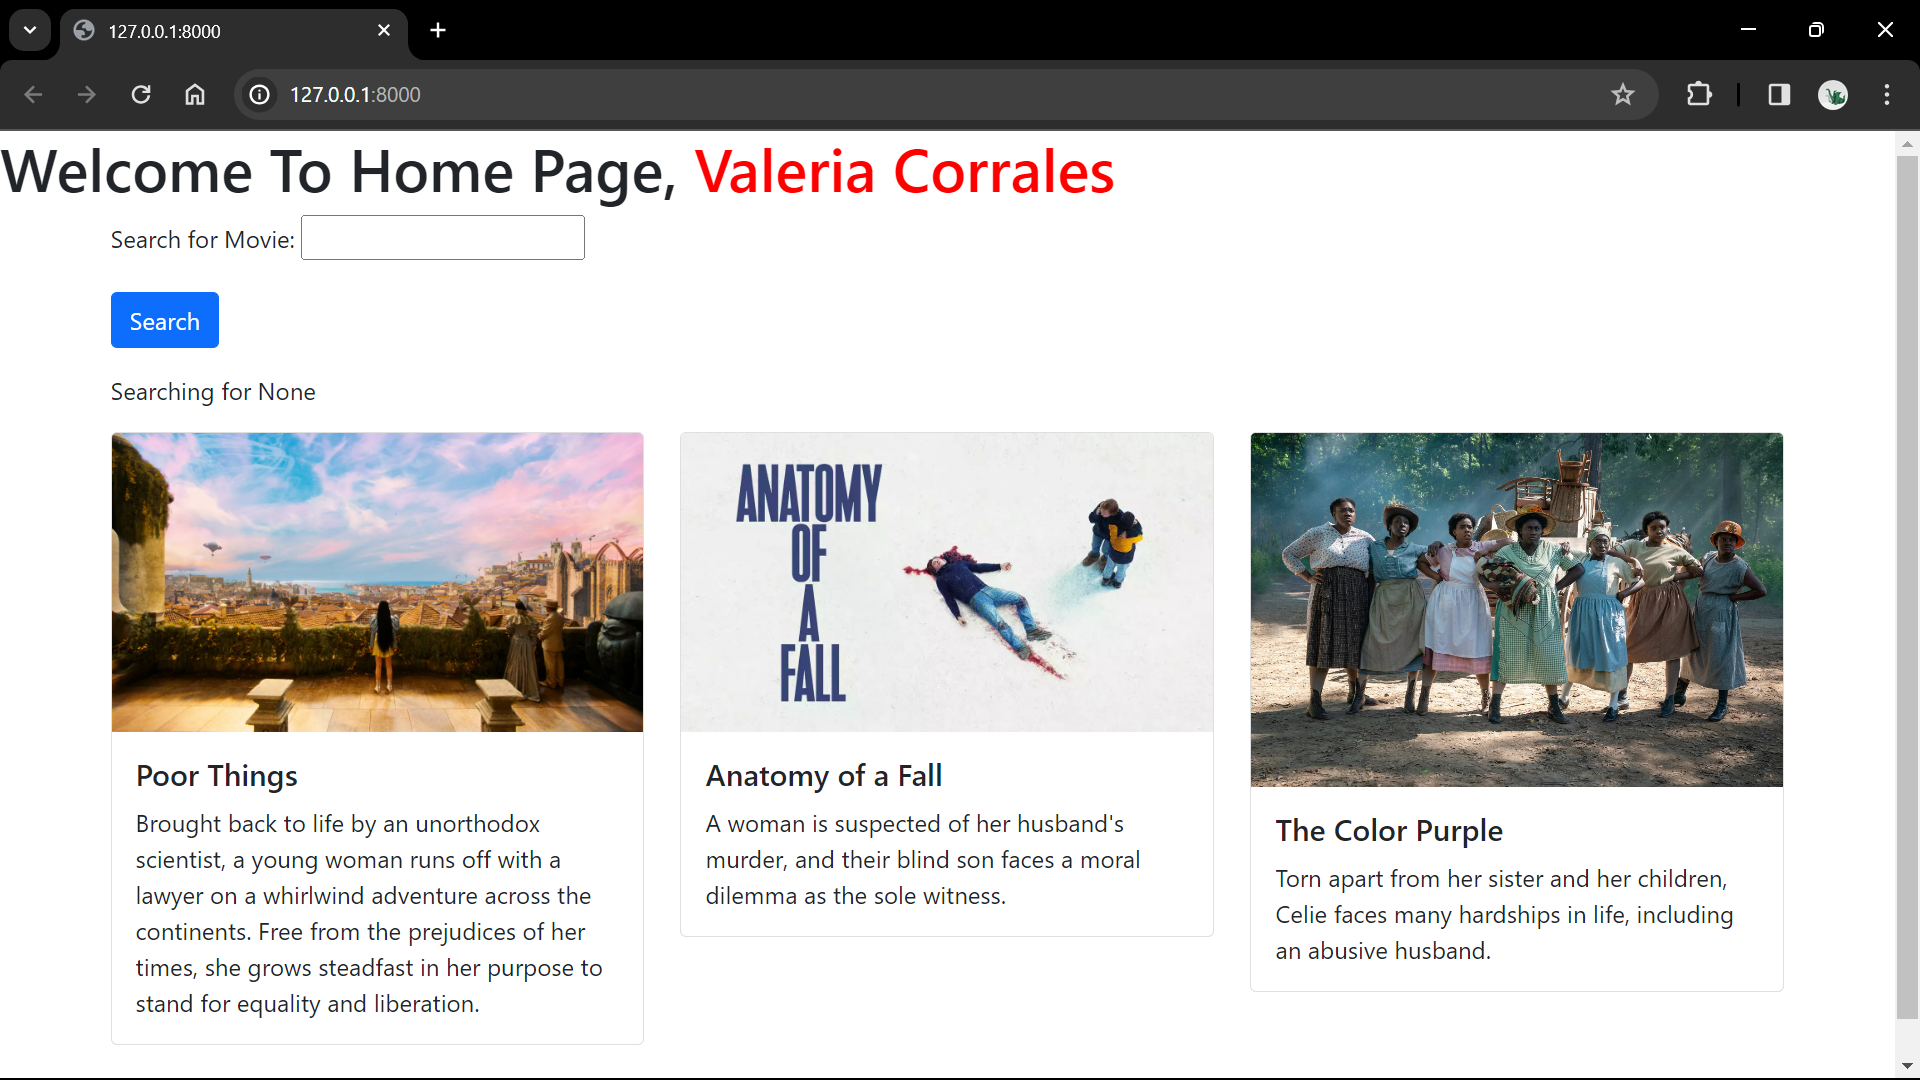 127.0.0.1:8000
127.0.0.1:8000
Welcome To Home Page, Valeria Corrales
Search for Movie:
Search
Searching for None
ANATOMY
OF
A
FALL
Poor Things
Brought back to life by an unorthodox
scientist, a young woman runs off with a
lawyer on a whirlwind adventure across the
continents. Free from the prejudices of her
times, she grows steadfast in her purpose to
stand for equality and liberation.
Anatomy of a Fall
A woman is suspected of her husband's
murder, and their blind son faces a moral
dilemma as the sole witness.
The Color Purple
Torn apart from her sister and her children,
Celie faces many hardships in life, including
an abusive husband.